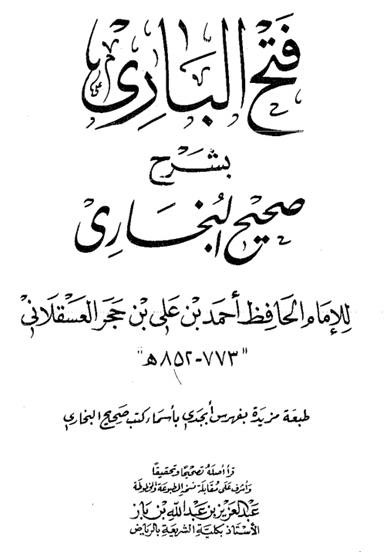 فتح الباري
بشرح
صحيح البخاري
للإمام الحافظ أحمد بن علي بن حجر العسقلاني
"٧٧٣-٨٥٢ ھ"
طبعة مزيدة بفهرس أبجدي بأسماء كتب صحيح البخاري
قرأ أصله تصحيحا وتحقيقا
وأشرف على مقابلة نسخه المطبوعة والمخطوطة
عبد العزيز بن عبد الله بن باز
الأستاذ بكلية الشريعة بالرياض